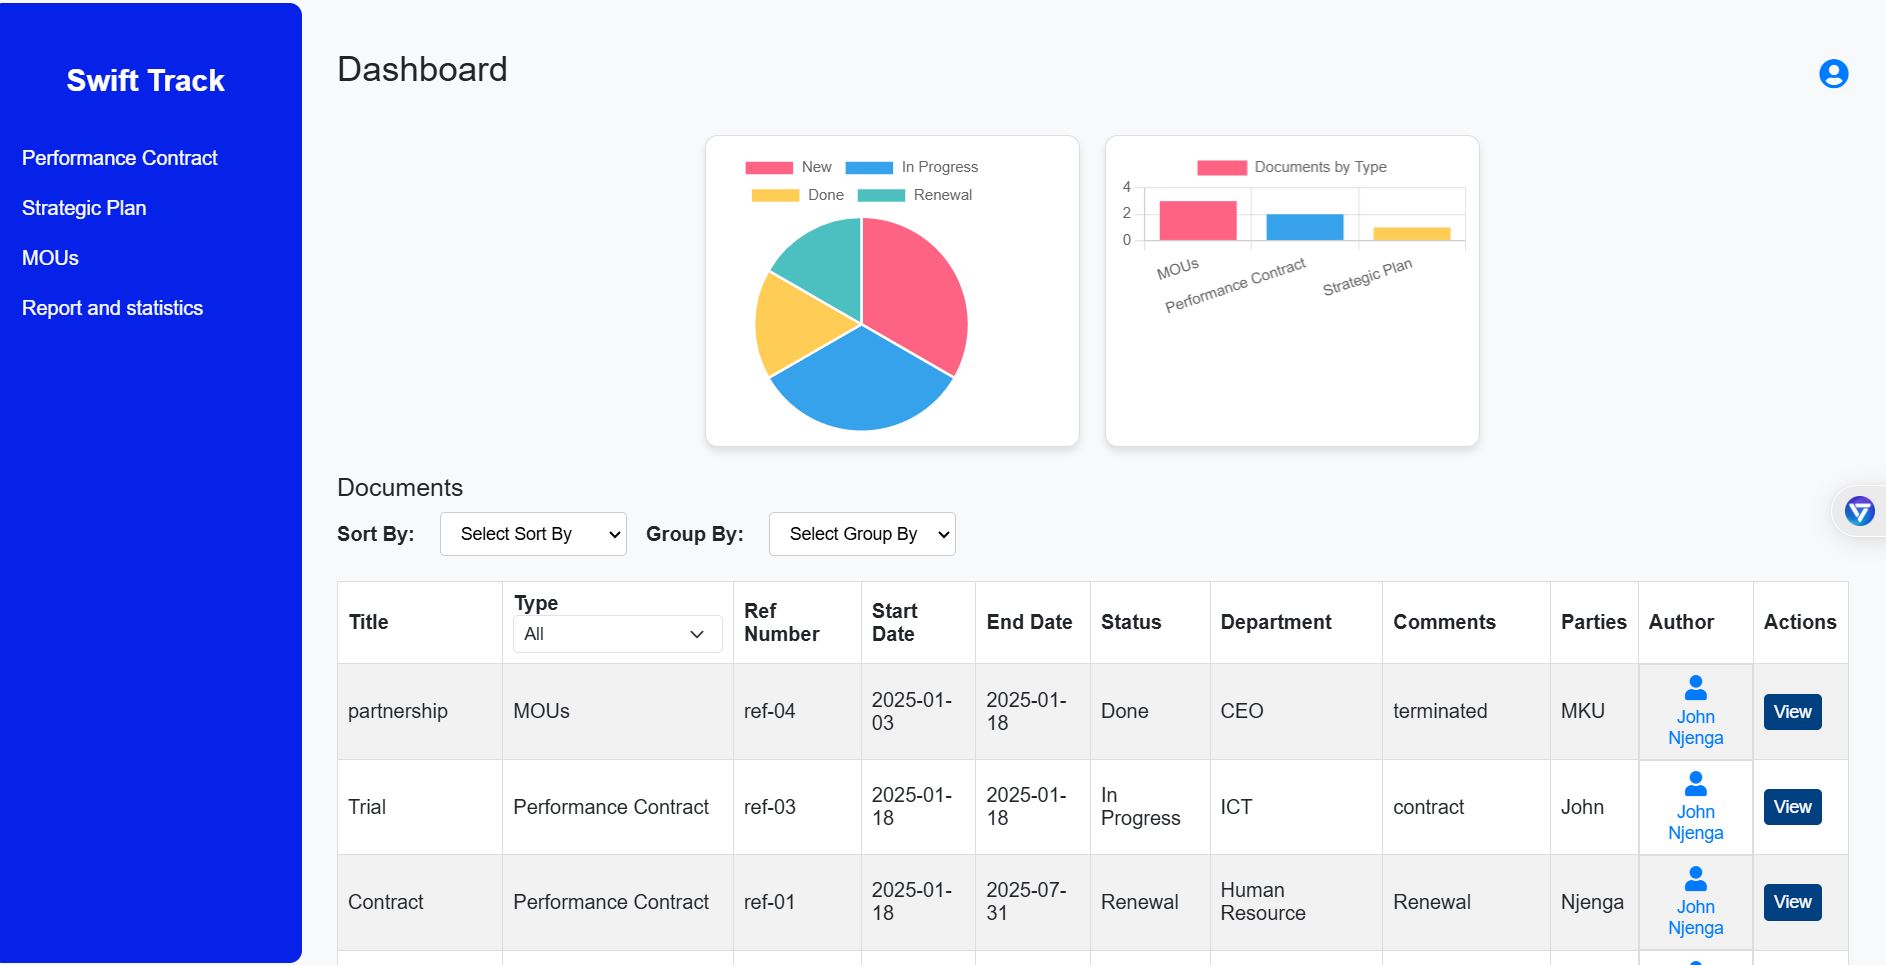 Swift Track
Performance Contract
Strategic Plan
MOUs
Report and statistics
Dashboard
New In Progress
Done Renewal
Documents by Type
4
2
0
MOUs
Performance Contract
Strategic Plan
Documents
Sort By: Select Sort By Group By: Select Group By
Title Type All Ref Number Start Date End Date Status Department Comments Parties Author Actions
partnership MOUs ref-04 2025-01-03 2025-01-18 Done CEO terminated MKU John Njenga View
Trial Performance Contract ref-03 2025-01-18 2025-01-18 In Progress ICT contract John John Njenga View
Contract Performance Contract ref-01 2025-01-18 2025-07-31 Renewal Human Resource Renewal Njenga John Njenga View